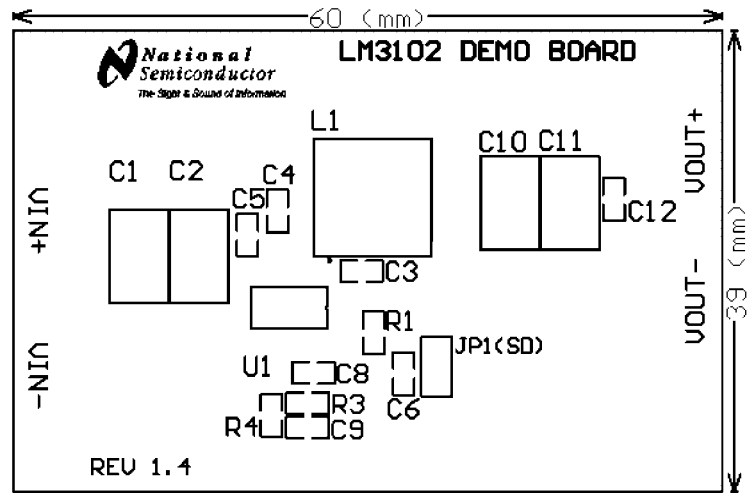 60 (mm)
National
Semiconductor
The Sight & Sound of Information
LM3102 DEMO BOARD
L1
C1
C2
C4
C5
C10
C11
C12
VOUT+
VIN+
C3
39 (mm)
VOUT-
R1
JP1(SD)
VIN-
U1
C8
C6
R3
R4
C9
REV 1.4